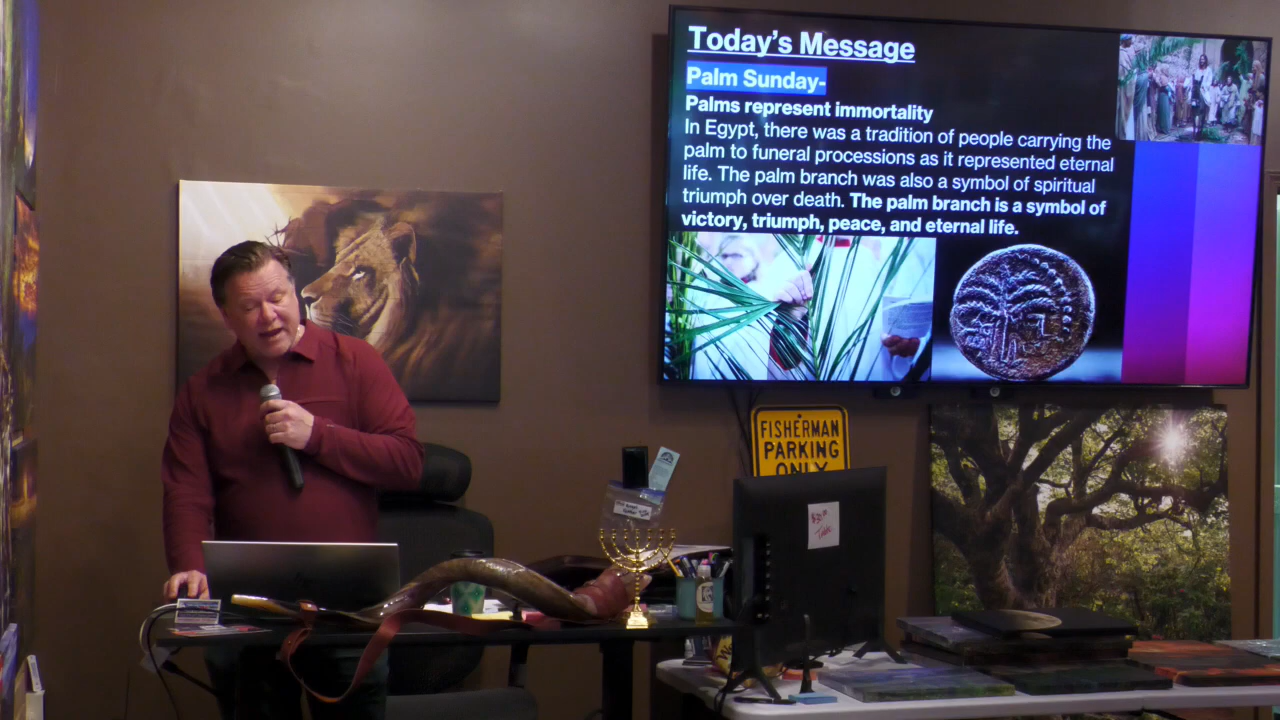 Today's Message
Palm Sunday-
Palms represent immortality
In Egypt, there was a tradition of people carrying the
palm to funeral processions as it represented eternal
life. The palm branch was also a symbol of spiritual
triumph over death. The palm branch is a symbol of
victory, triumph, peace, and eternal life.
FISHERMAN
PARKING
ONLY